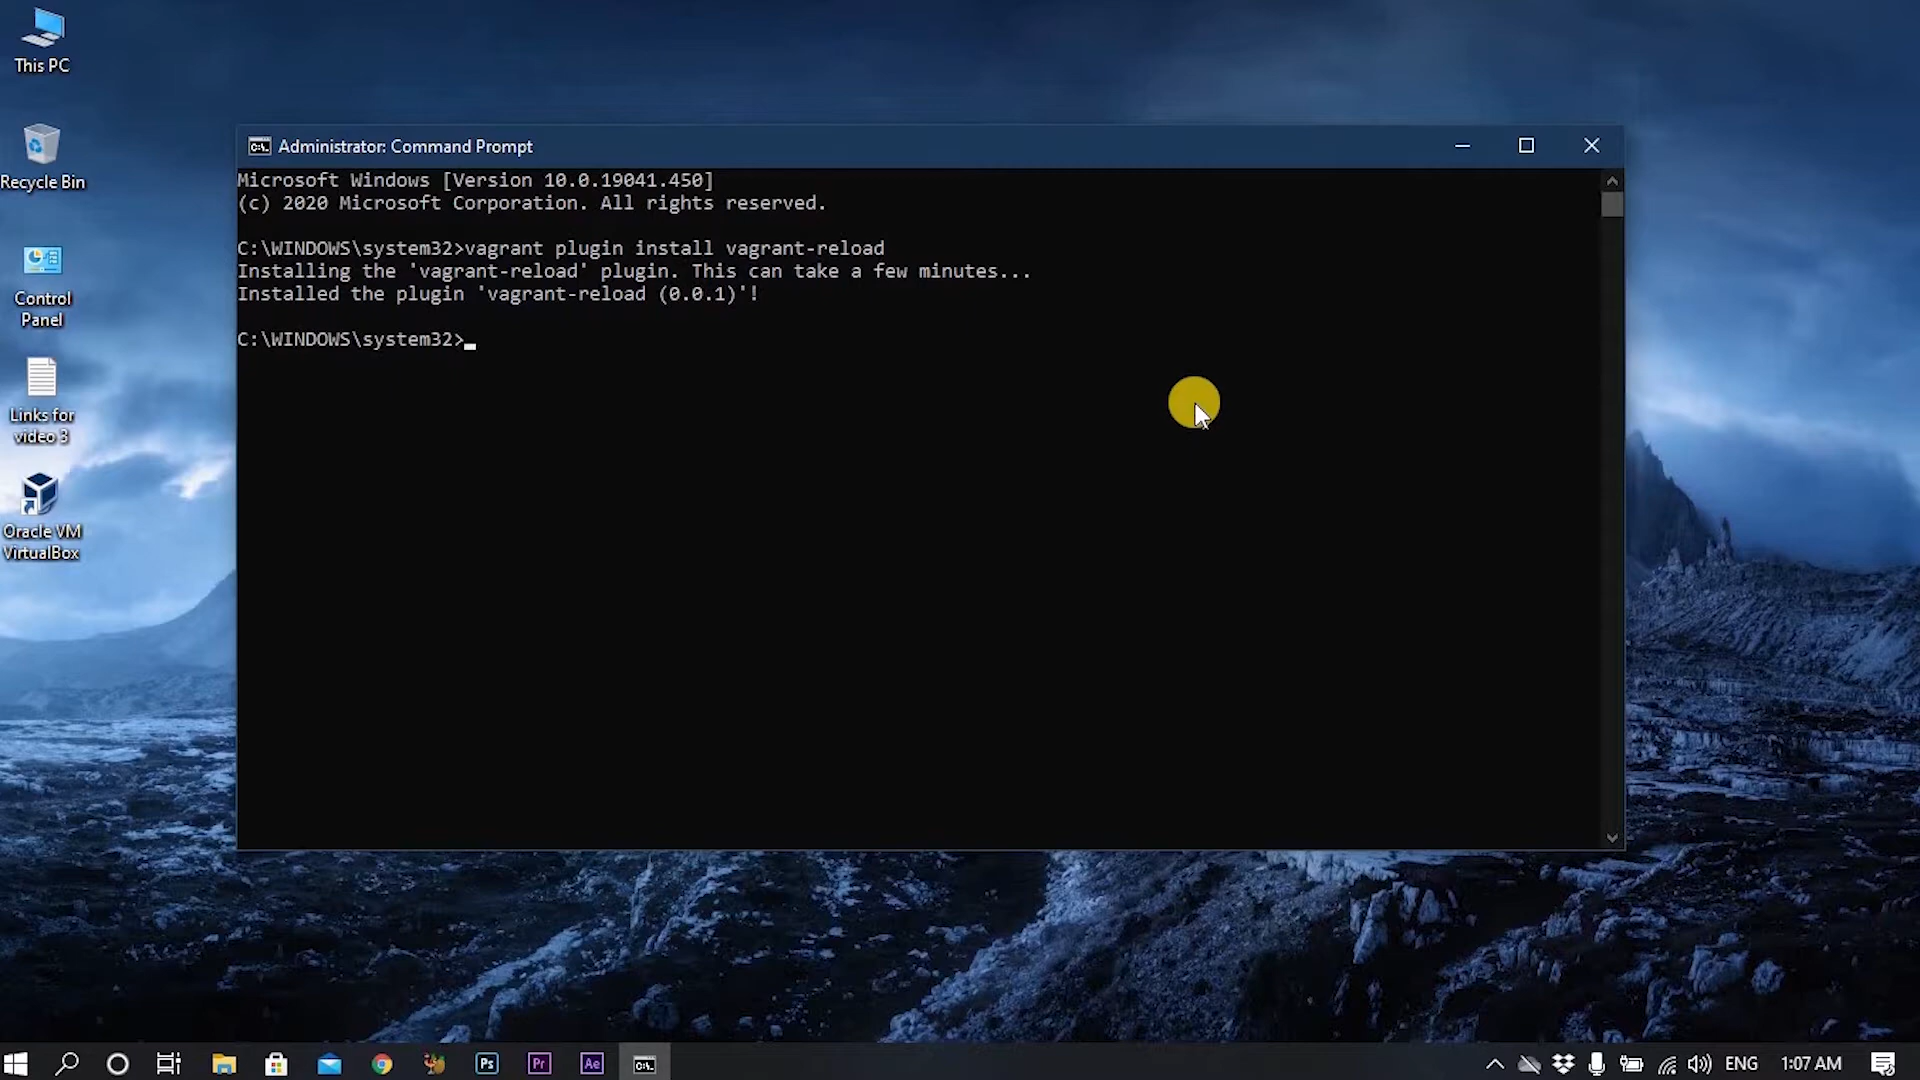 This PC
Recycle Bin
Control
Panel
Links for
video 3
Oracle VM
VirtualBox
Administrator: Command Prompt
Microsoft Windows [Version 10.0.19041.450]
(c) 2020 Microsoft Corporation. All rights reserved.
C:\WINDOWS\system32>vagrant plugin install vagrant-reload
Installing the 'vagrant-reload' plugin. This can take a few minutes...
Installed the plugin 'vagrant-reload (0.0.1)'!
C:\WINDOWS\system32>
Ps
Pr
Ae
C:\.
ENG
1:07 AM